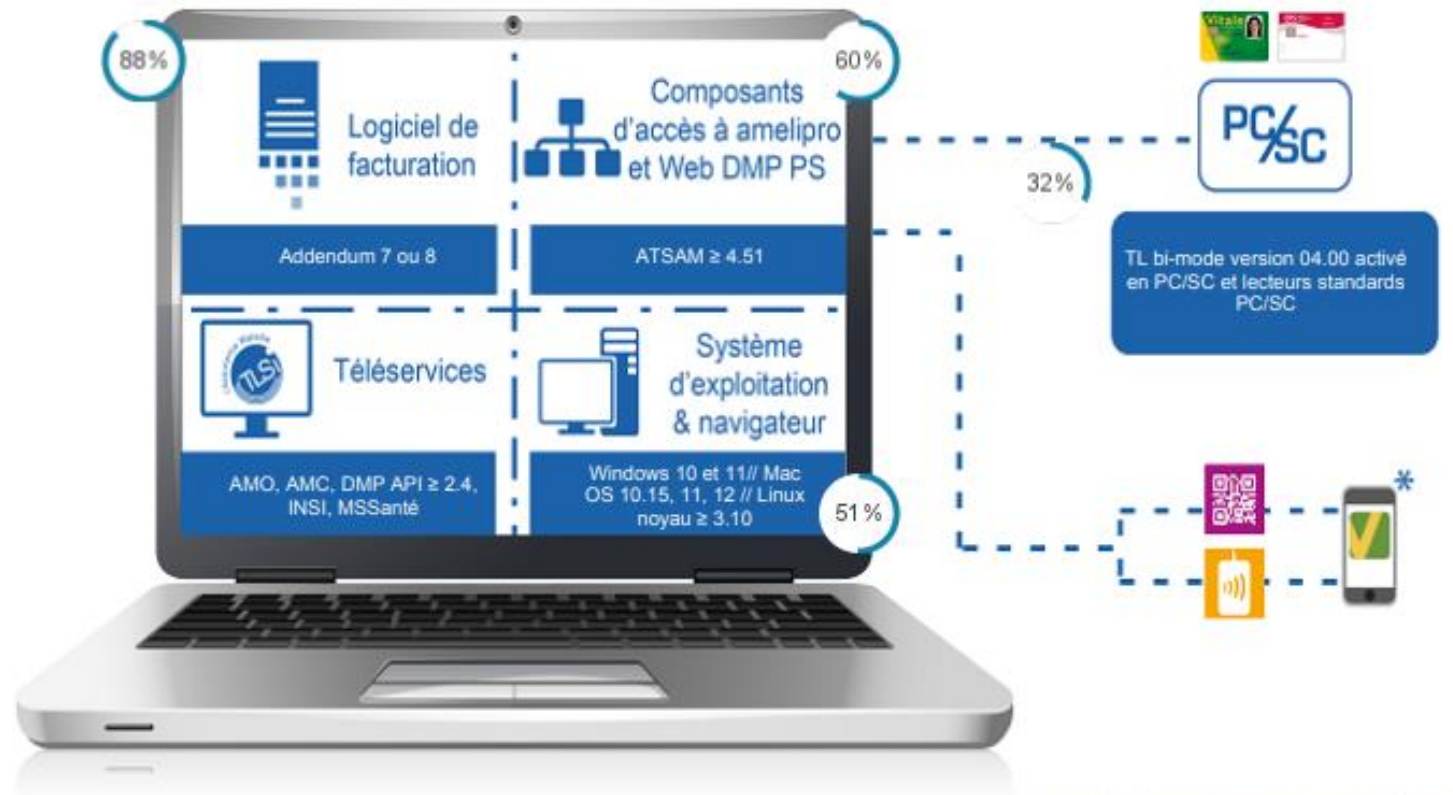 88%
Logiciel de
facturation
Addendum 7 ou 8
60%
Composants
d'accès à amelipro
et Web DMP PS
ATSAM ≥ 4.51
TLSi
Téléservices
AMO, AMC, DMP API ≥ 2.4,
INSI, MSSanté
Système
d'exploitation
& navigateur
Windows 10 et 11// Mac
OS 10.15, 11, 12 // Linux
noyau ≥ 3.10
51%
32%
Vitale
PC/SC
TL bi-mode version 04.00 activé
en PC/SC et lecteurs standards
PC/SC
V
*